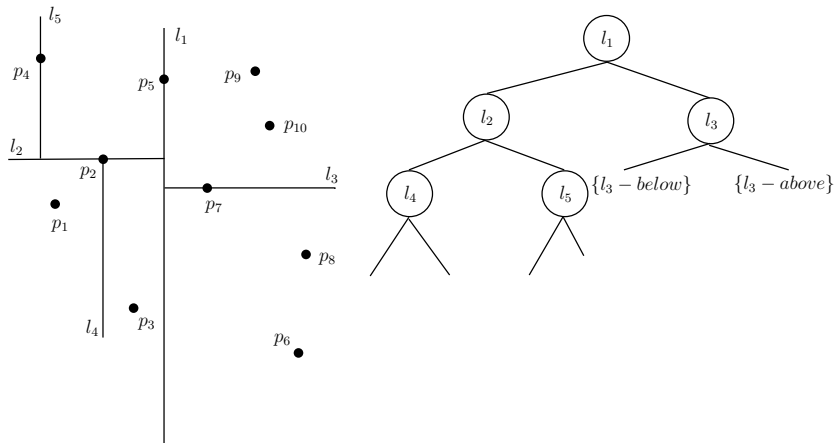 l₅
l₁
l₁
p₉
p₄
p₅
p₁₀
l₂
l₃
l₂
p₂
l₃
l₄
l₅
{l₃ − below}
{l₃ − above}
p₁
p₇
p₈
l₄
p₃
p₆